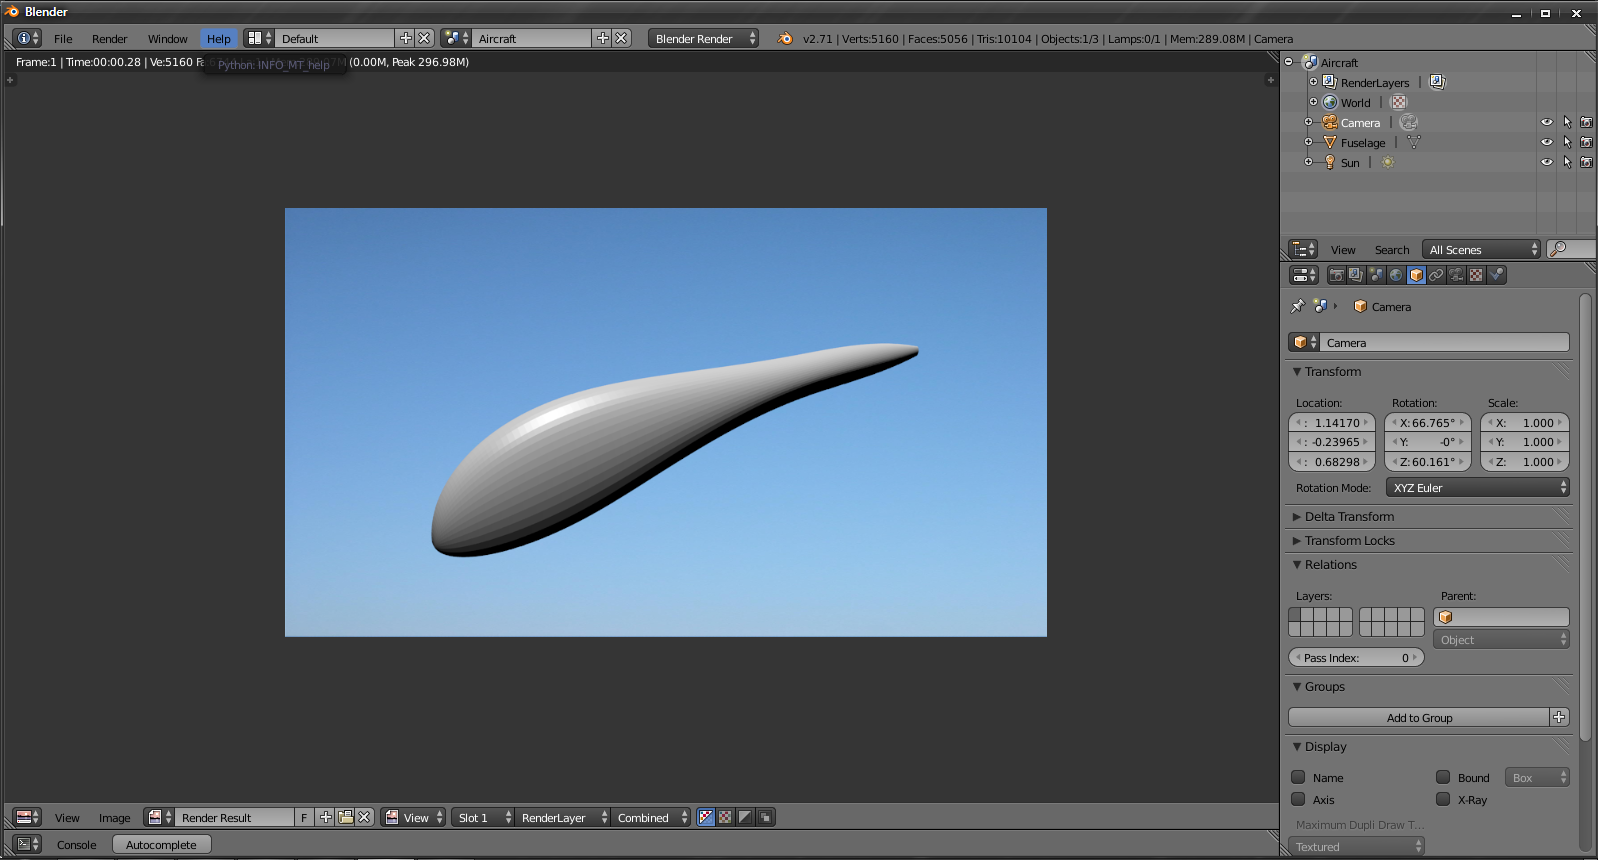 Blender
File Render Window Help Default Aircraft Blender Render v2.71 | Verts:5160 | Faces:5056 | Tris:10104 | Objects:1/3 | Lamps:0/1 | Mem:289.08M | Camera
Frame:1 | Time:00:00.28 | Ve:5160 Fa (0.00M, Peak 296.98M)
Python: INFO_MT_help
Aircraft
RenderLayers |
World |
Camera |
Fuselage |
Sun |
View Search All Scenes
Camera
Camera
Transform
Location: Rotation: Scale:
: 1.14170 X:66.765° X: 1.000
: -0.23965 Y: -0° Y: 1.000
: 0.68298 Z:60.161° Z: 1.000
Rotation Mode: XYZ Euler
Delta Transform
Transform Locks
Relations
Layers: Parent:
Object
Pass Index: 0
Groups
Add to Group
Display
Name Bound Box
Axis X-Ray
Maximum Dupli Draw T...
Textured
View Image Render Result F View Slot 1 RenderLayer Combined
Console Autocomplete